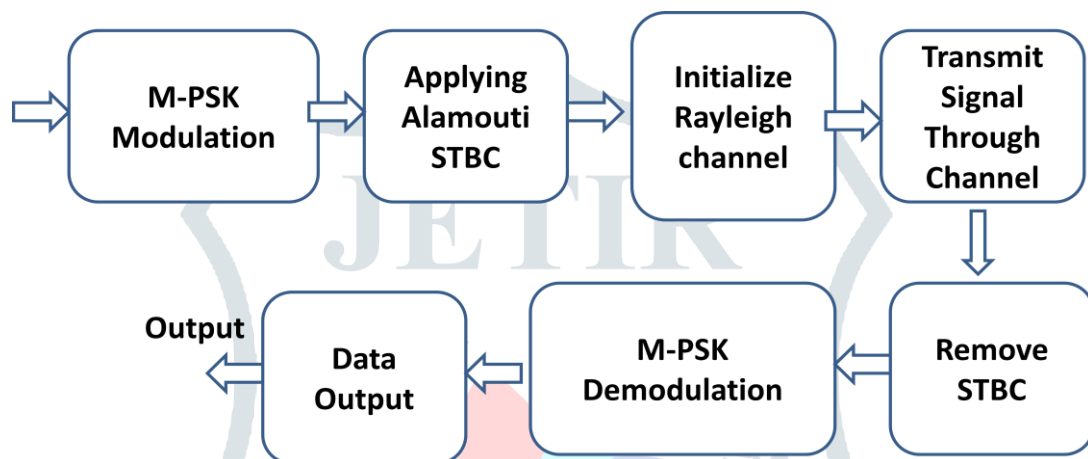 M-PSK
Modulation
Applying
Alamouti
STBC
Initialize
Rayleigh
channel
Transmit
Signal
Through
Channel
Remove
STBC
M-PSK
Demodulation
Data
Output
Output
JETIR